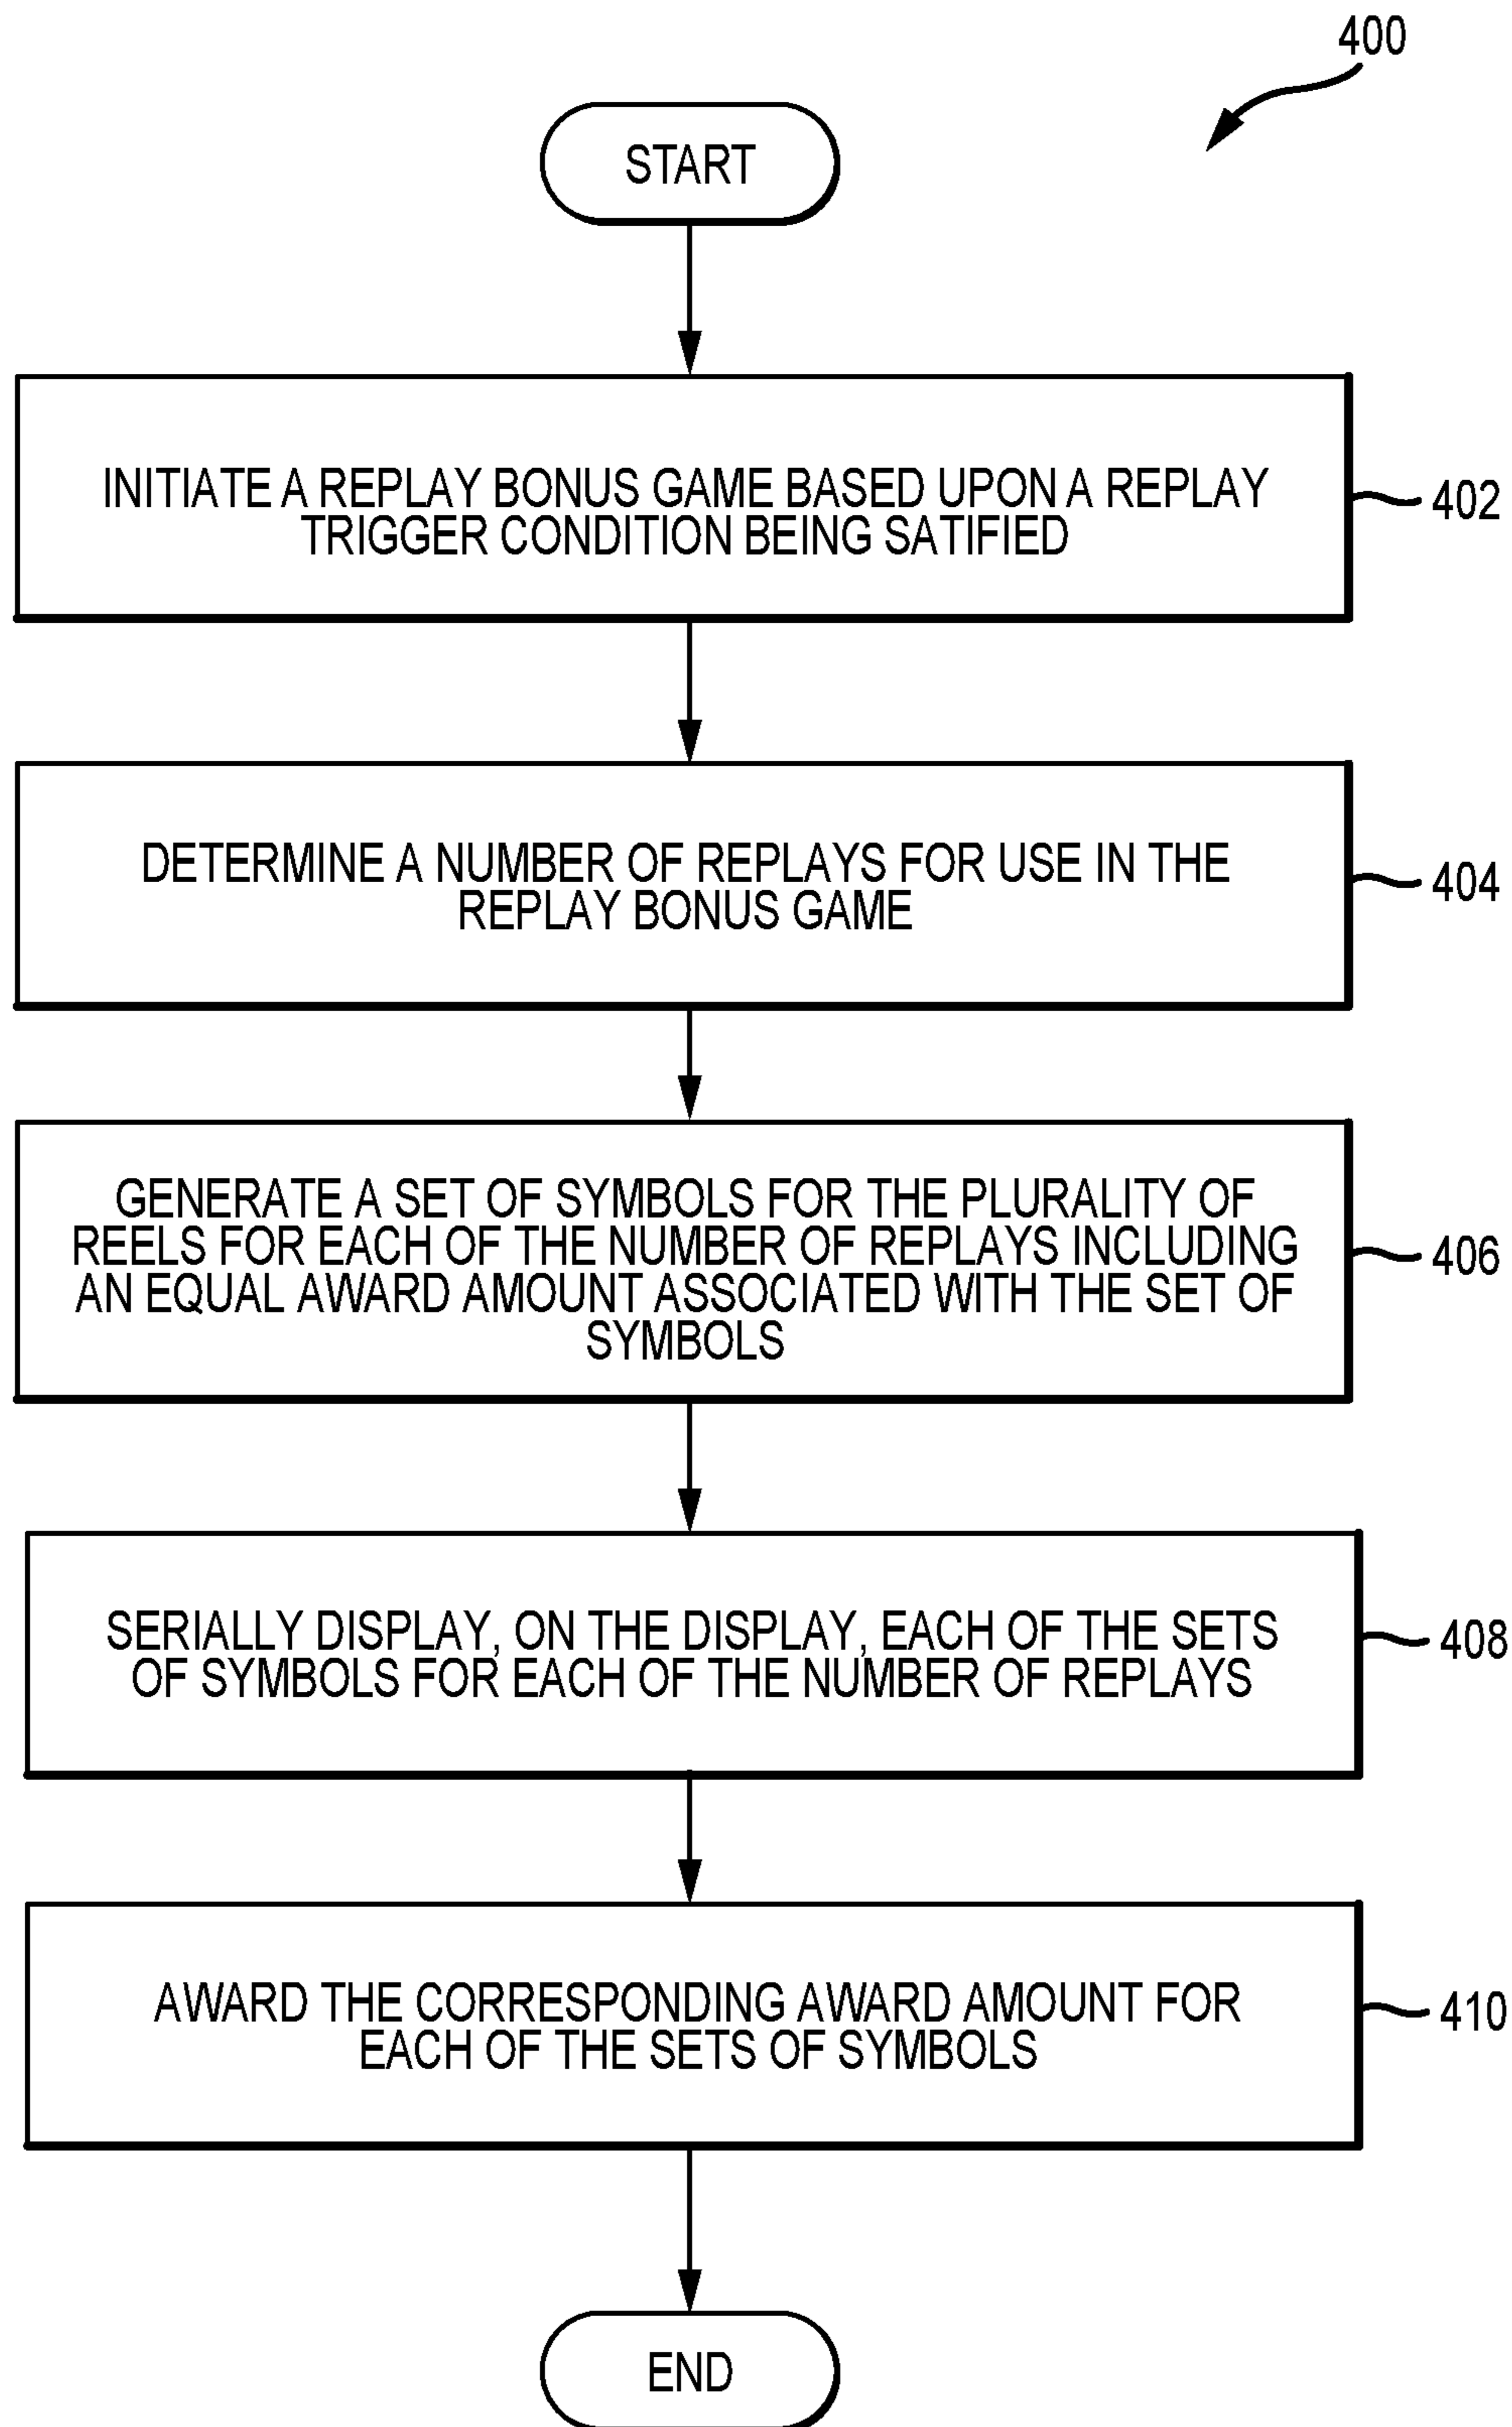 400
START
INITIATE A REPLAY BONUS GAME BASED UPON A REPLAY
TRIGGER CONDITION BEING SATIFIED
402
DETERMINE A NUMBER OF REPLAYS FOR USE IN THE
REPLAY BONUS GAME
404
GENERATE A SET OF SYMBOLS FOR THE PLURALITY OF
REELS FOR EACH OF THE NUMBER OF REPLAYS INCLUDING
AN EQUAL AWARD AMOUNT ASSOCIATED WITH THE SET OF
SYMBOLS
406
SERIALLY DISPLAY, ON THE DISPLAY, EACH OF THE SETS
OF SYMBOLS FOR EACH OF THE NUMBER OF REPLAYS
408
AWARD THE CORRESPONDING AWARD AMOUNT FOR
EACH OF THE SETS OF SYMBOLS
410
END